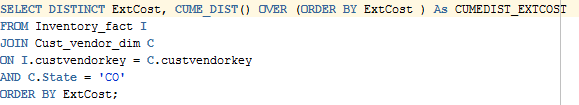 SELECT DISTINCT ExtCost, CUME_DIST() OVER (ORDER BY ExtCost ) As CUMEDIST_EXTCOST
FROM Inventory_fact I
JOIN Cust_vendor_dim C
ON I.custvendorkey = C.custvendorkey
AND C.State = 'CO'
ORDER BY ExtCost;